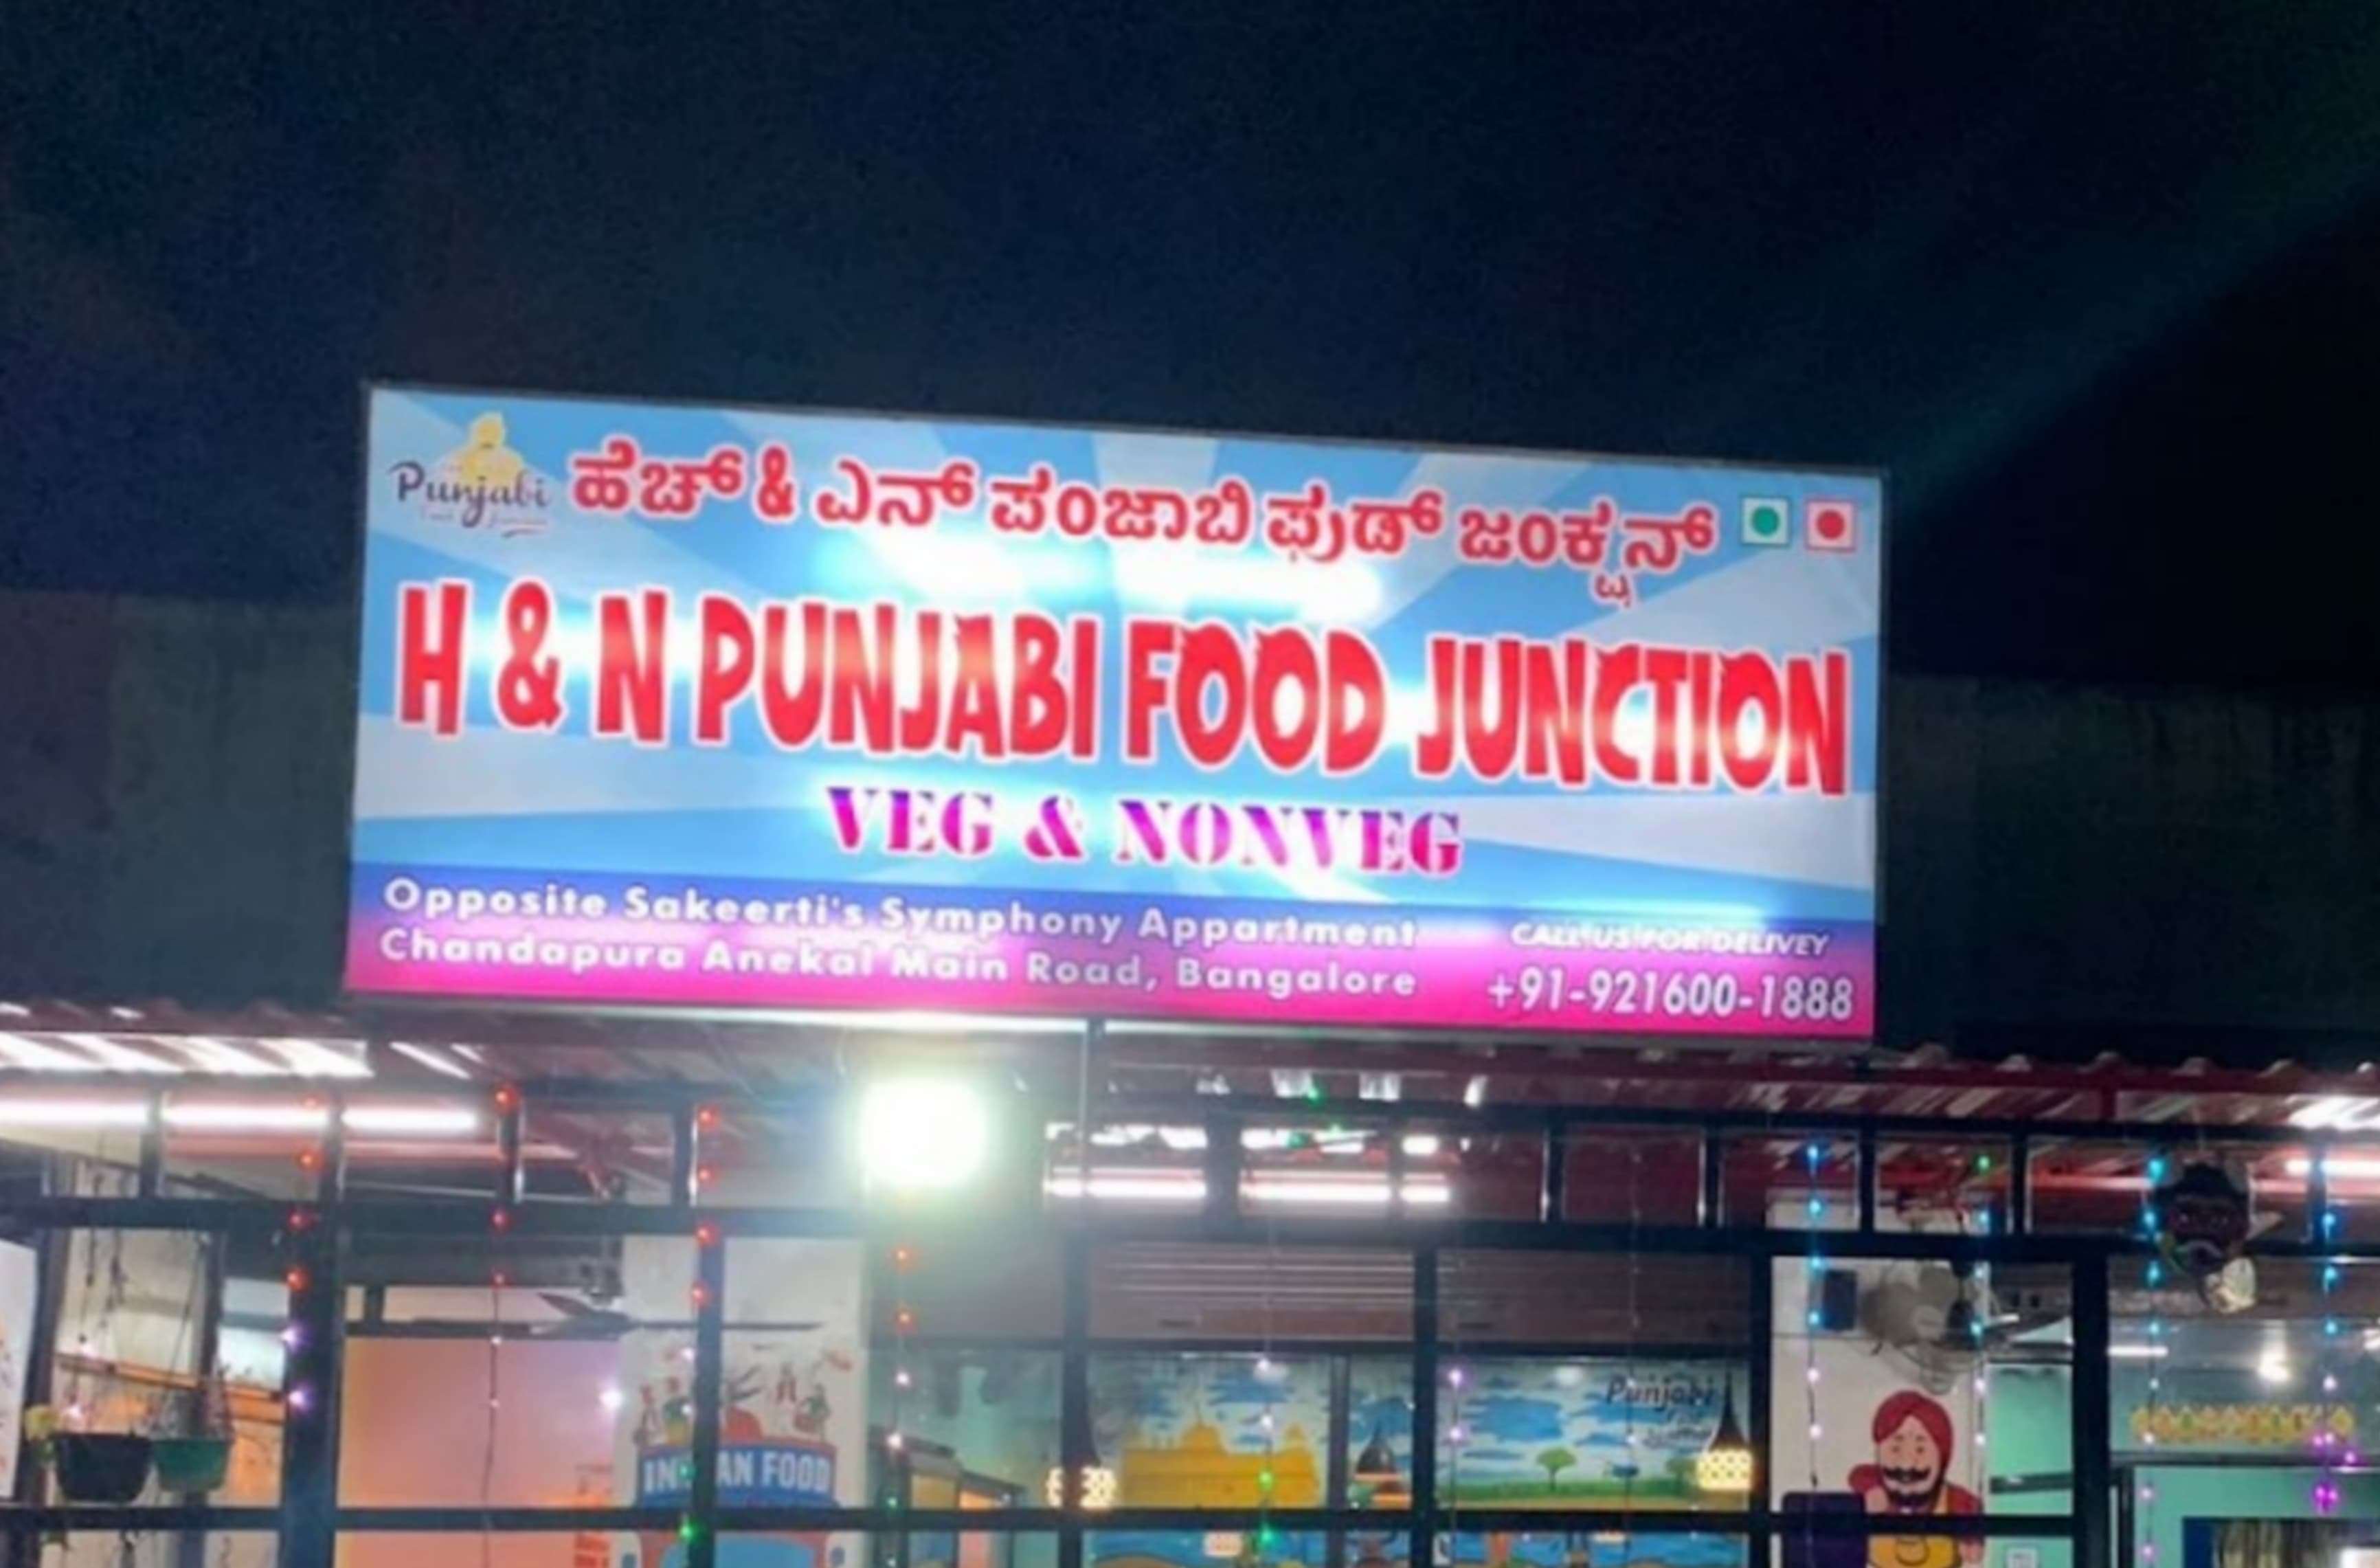 Punjabi
ಹೆಚ್ & ಎನ್ ಪಂಜಾಬಿ ಫುಡ್ ಜಂಕ್ಷನ್
H & N PUNJABI FOOD JUNCTION
VEG & NONVEG
Opposite Sakeerti's Symphony Appartment
Chandapura Anekal Main Road, Bangalore
CALL US FOR DELIVEY
+91-921600-1888
Punjabi
INDIAN FOOD